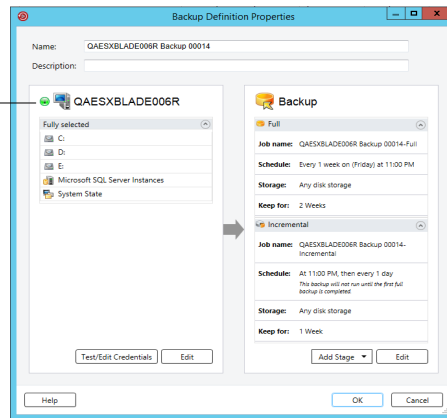 Backup Definition Properties
Name: QAESXBLADE006R Backup 00014
Description:
QAESXBLADE006R
Fully selected
C:
D:
E:
Microsoft SQL Server Instances
System State
Test/Edit Credentials Edit
Backup
Full
Job name: QAESXBLADE006R Backup 00014-Full
Schedule: Every 1 week on (Friday) at 11:00 PM
Storage: Any disk storage
Keep for: 2 Weeks
Incremental
Job name: QAESXBLADE006R Backup 00014-
Incremental
Schedule: At 11:00 PM, then every 1 day
This backup will not run until the first full
backup is completed.
Storage: Any disk storage
Keep for: 1 Week
Add Stage Edit
Help OK Cancel